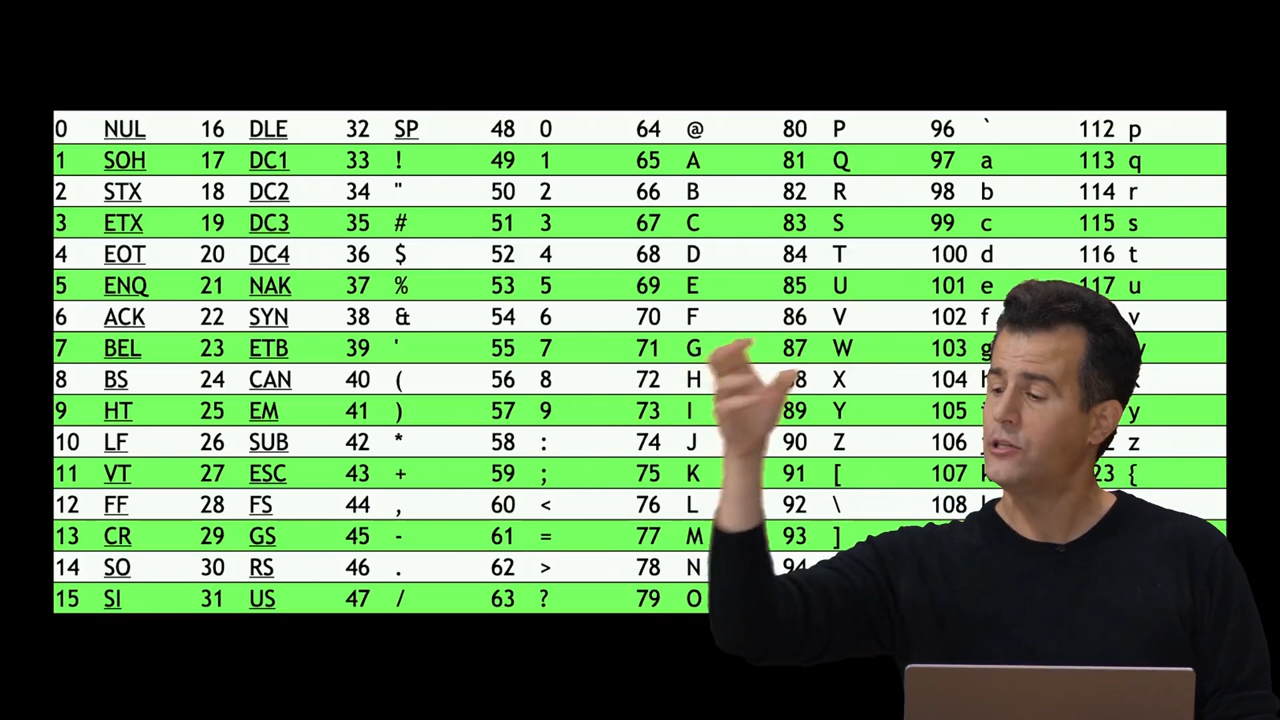 0 NUL 16 DLE 32 SP 48 0 64 @ 80 P 96 ` 112 p
1 SOH 17 DC1 33 ! 49 1 65 A 81 Q 97 a 113 q
2 STX 18 DC2 34 " 50 2 66 B 82 R 98 b 114 r
3 ETX 19 DC3 35 # 51 3 67 C 83 S 99 c 115 s
4 EOT 20 DC4 36 $ 52 4 68 D 84 T 100 d 116 t
5 ENQ 21 NAK 37 % 53 5 69 E 85 U 101 e 117 u
6 ACK 22 SYN 38 & 54 6 70 F 86 V 102 f v
7 BEL 23 ETB 39 ' 55 7 71 G 87 W 103 g
8 BS 24 CAN 40 ( 56 8 72 H X 104
9 HT 25 EM 41 ) 57 9 73 I 89 Y 105 y
10 LF 26 SUB 42 * 58 : 74 J 90 Z 106 z
11 VT 27 ESC 43 + 59 ; 75 K 91 [ 107 k {
12 FF 28 FS 44 , 60 < 76 L 92 \ 108
13 CR 29 GS 45 - 61 = 77 M 93 ]
14 SO 30 RS 46 . 62 > 78 N 94
15 SI 31 US 47 / 63 ? 79 O